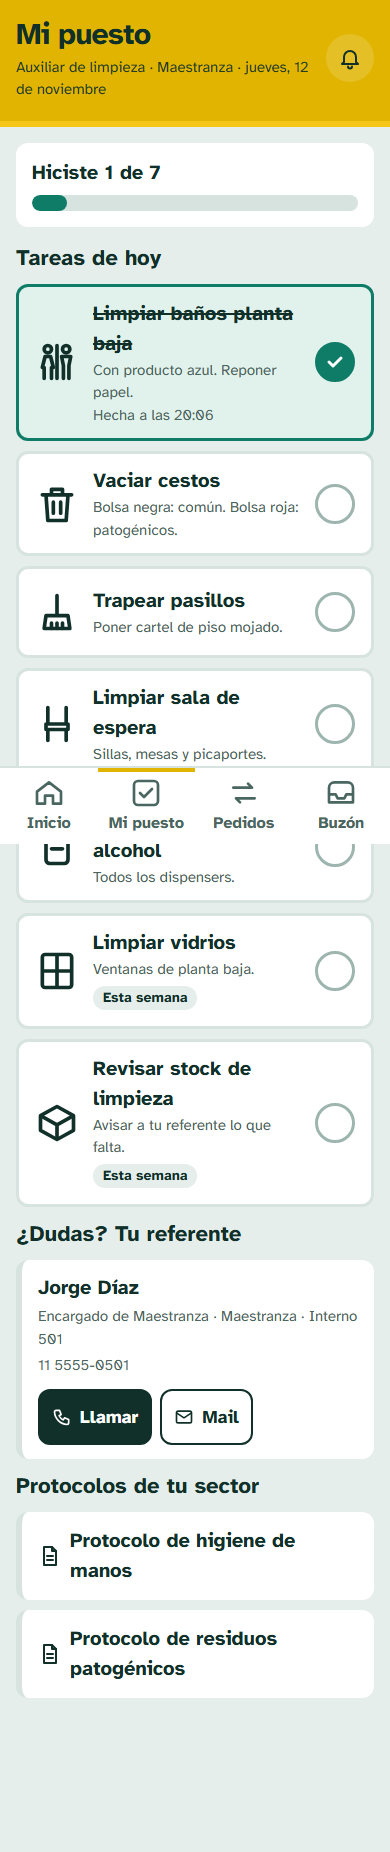 Mi puesto
Auxiliar de limpieza · Maestranza · jueves, 12
de noviembre
Hiciste 1 de 7
Tareas de hoy
Limpiar baños planta
baja
Con producto azul. Reponer
papel.
Hecha a las 20:06
Vaciar cestos
Bolsa negra: común. Bolsa roja:
patogénicos.
Trapear pasillos
Poner cartel de piso mojado.
Limpiar sala de
espera
Sillas, mesas y picaportes.
Inicio
Mi puesto
Pedidos
Buzón
alcohol
Todos los dispensers.
Limpiar vidrios
Ventanas de planta baja.
Esta semana
Revisar stock de
limpieza
Avisar a tu referente lo que
falta.
Esta semana
¿Dudas? Tu referente
Jorge Díaz
Encargado de Maestranza · Maestranza · Interno
501
11 5555-0501
Llamar
Mail
Protocolos de tu sector
Protocolo de higiene de
manos
Protocolo de residuos
patogénicos